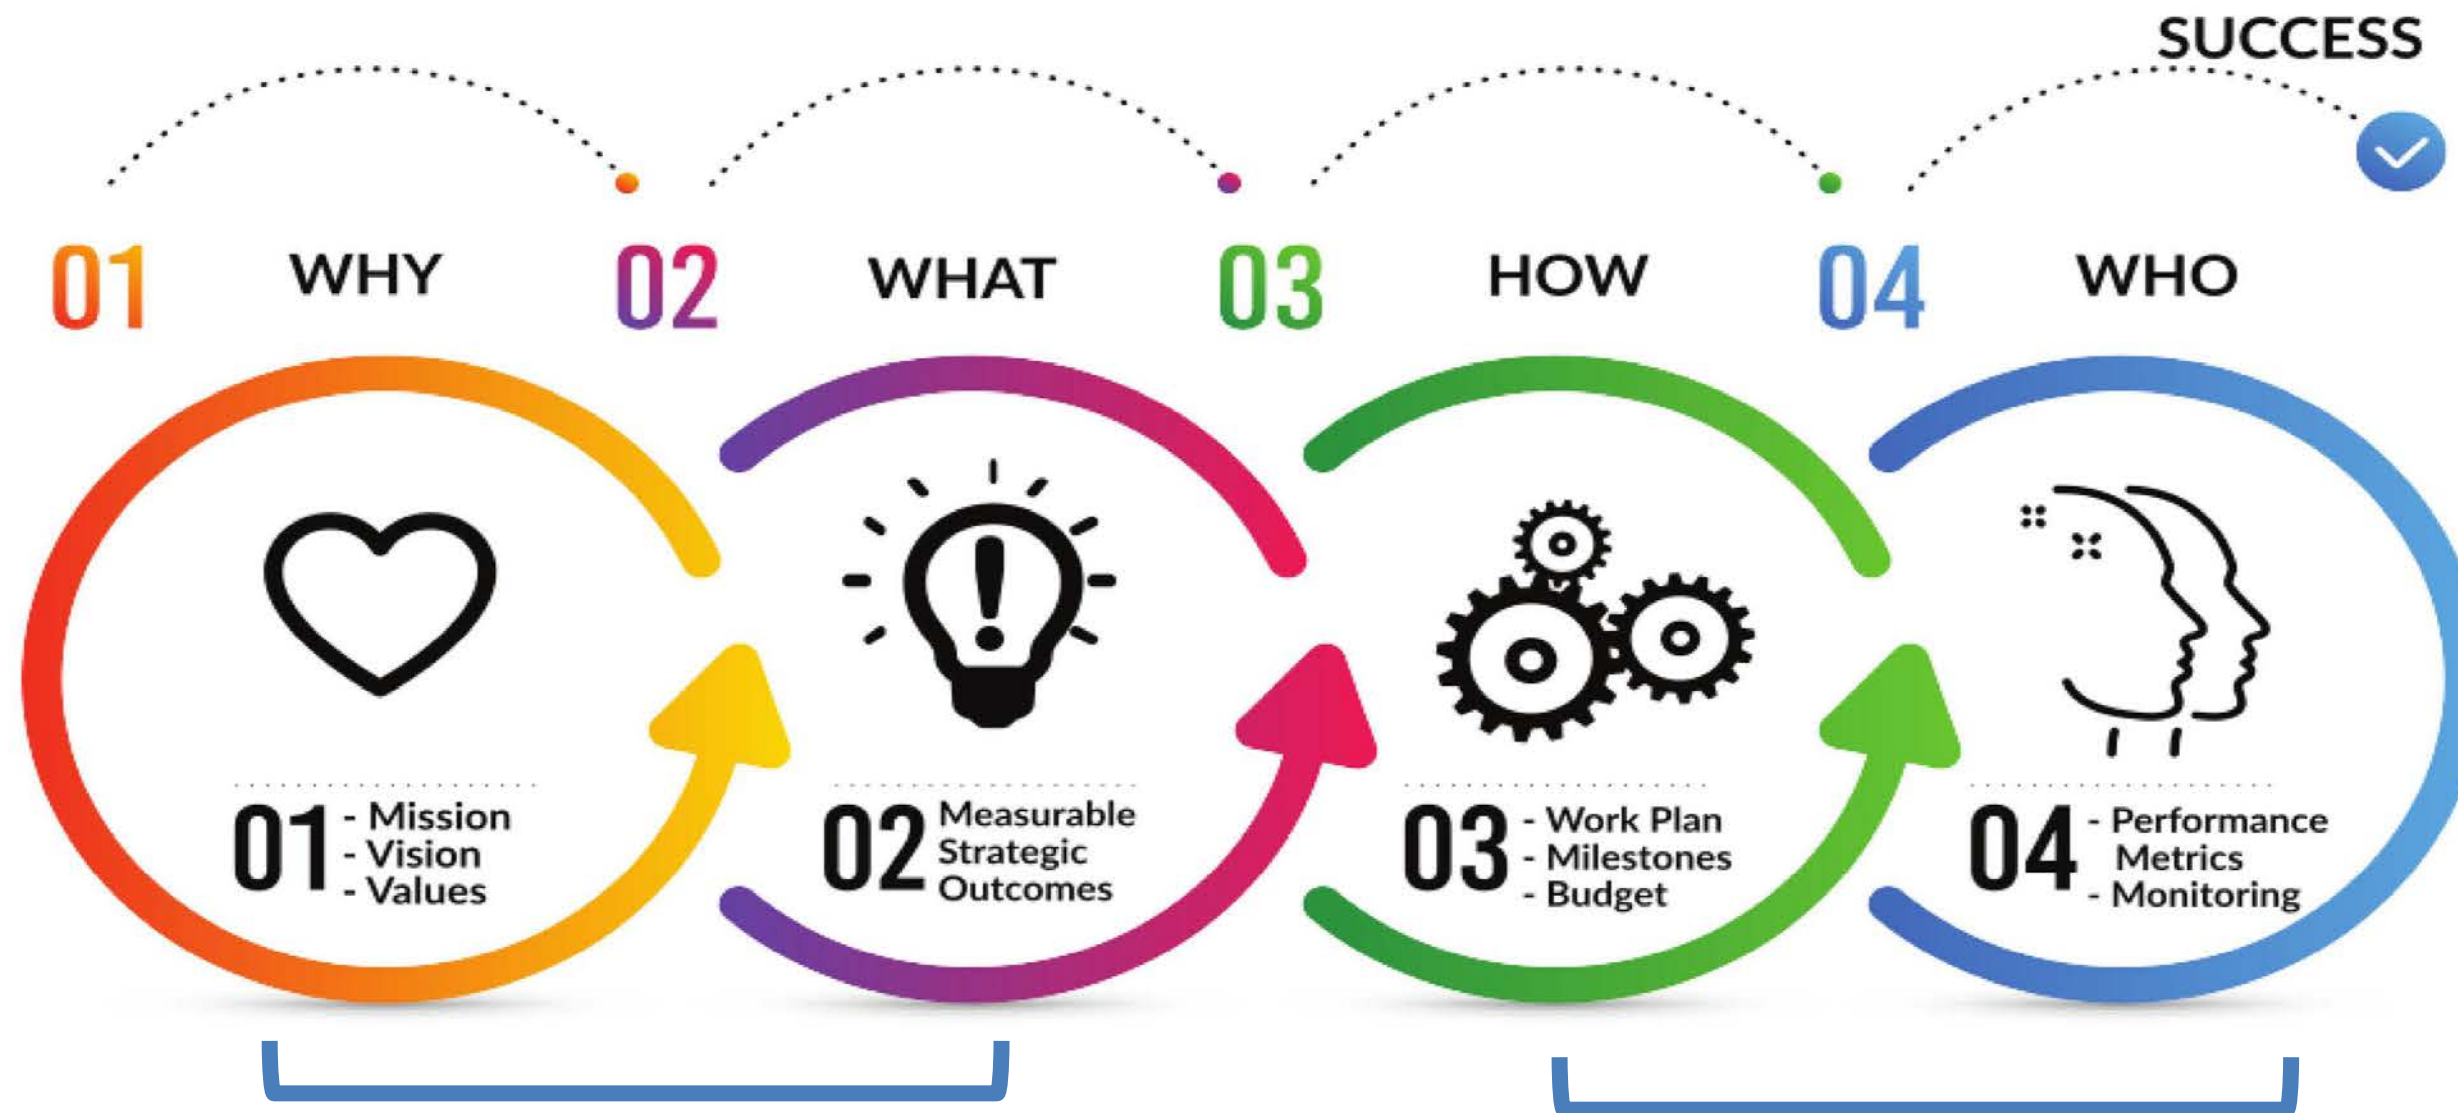 SUCCESS
01 WHY 02 WHAT 03 HOW 04 WHO
01
- Mission
- Vision
- Values
02
Measurable
Strategic
Outcomes
03
- Work Plan
- Milestones
- Budget
04
- Performance
Metrics
- Monitoring